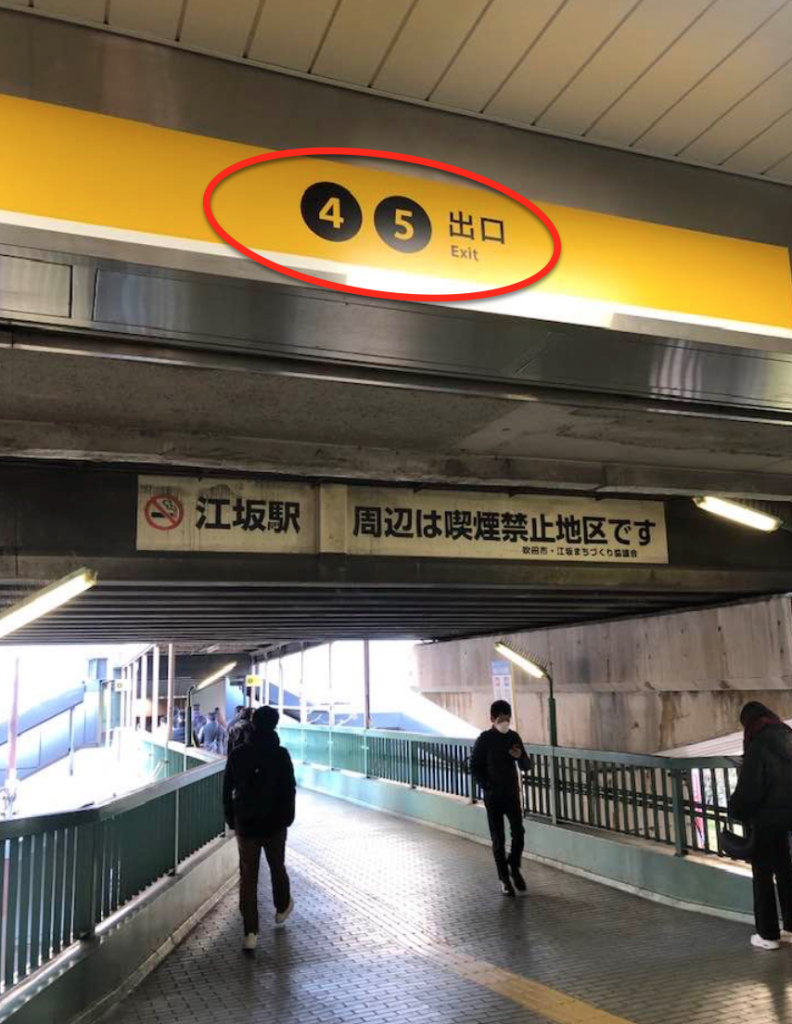 4 5 出口
Exit
江坂駅 周辺は喫煙禁止地区です
吹田市・江坂まちづくり協議会